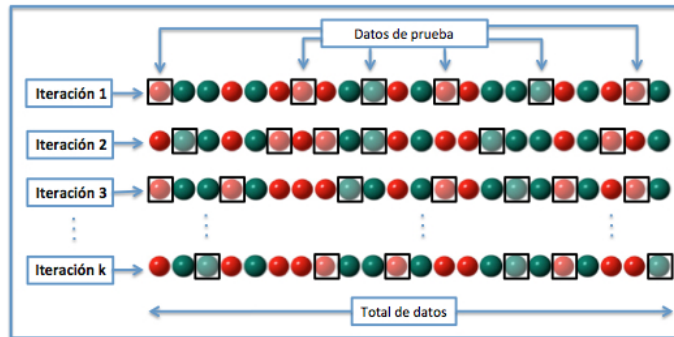 Datos de prueba
Iteración 1
Iteración 2
Iteración 3
Iteración k
Total de datos